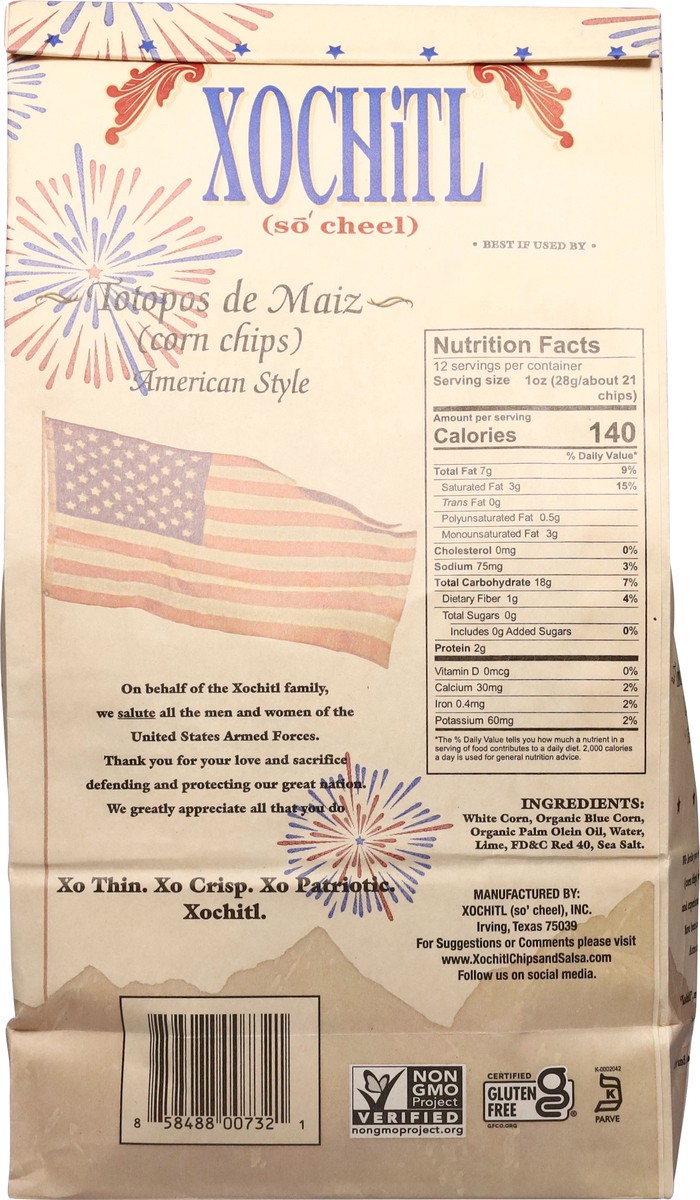 XOCHiTL
(sō' cheel)
• BEST IF USED BY •
Totopos de Maiz
(corn chips)
American Style
Nutrition Facts
12 servings per container
Serving size 1oz (28g/about 21
chips)
Amount per serving
Calories 140
% Daily Value*
Total Fat 7g 9%
Saturated Fat 3g 15%
Trans Fat 0g
Polyunsaturated Fat 0.5g
Monounsaturated Fat 3g
Cholesterol 0mg 0%
Sodium 75mg 3%
Total Carbohydrate 18g 7%
Dietary Fiber 1g 4%
Total Sugars 0g
Includes 0g Added Sugars 0%
Protein 2g
Vitamin D 0mcg 0%
Calcium 30mg 2%
Iron 0.4mg 2%
Potassium 60mg 2%
*The % Daily Value tells you how much a nutrient in a
serving of food contributes to a daily diet. 2,000 calories
a day is used for general nutrition advice.
On behalf of the Xochitl family,
we salute all the men and women of the
United States Armed Forces.
Thank you for your love and sacrifice
defending and protecting our great nation.
We greatly appreciate all that you do
INGREDIENTS:
White Corn, Organic Blue Corn,
Organic Palm Olein Oil, Water,
Lime, FD&C Red 40, Sea Salt.
Xo Thin. Xo Crisp. Xo Patriotic.
Xochitl.
MANUFACTURED BY:
XOCHITL (so' cheel), INC.
Irving, Texas 75039
For Suggestions or Comments please visit
www.XochitlChipsandSalsa.com
Follow us on social media.
8 58488 00732 1
NON
GMO
Project
VERIFIED
nongmoproject.org
CERTIFIED
GLUTEN
FREE
GFCO.ORG
g
®
K-0002042
K
PARVE